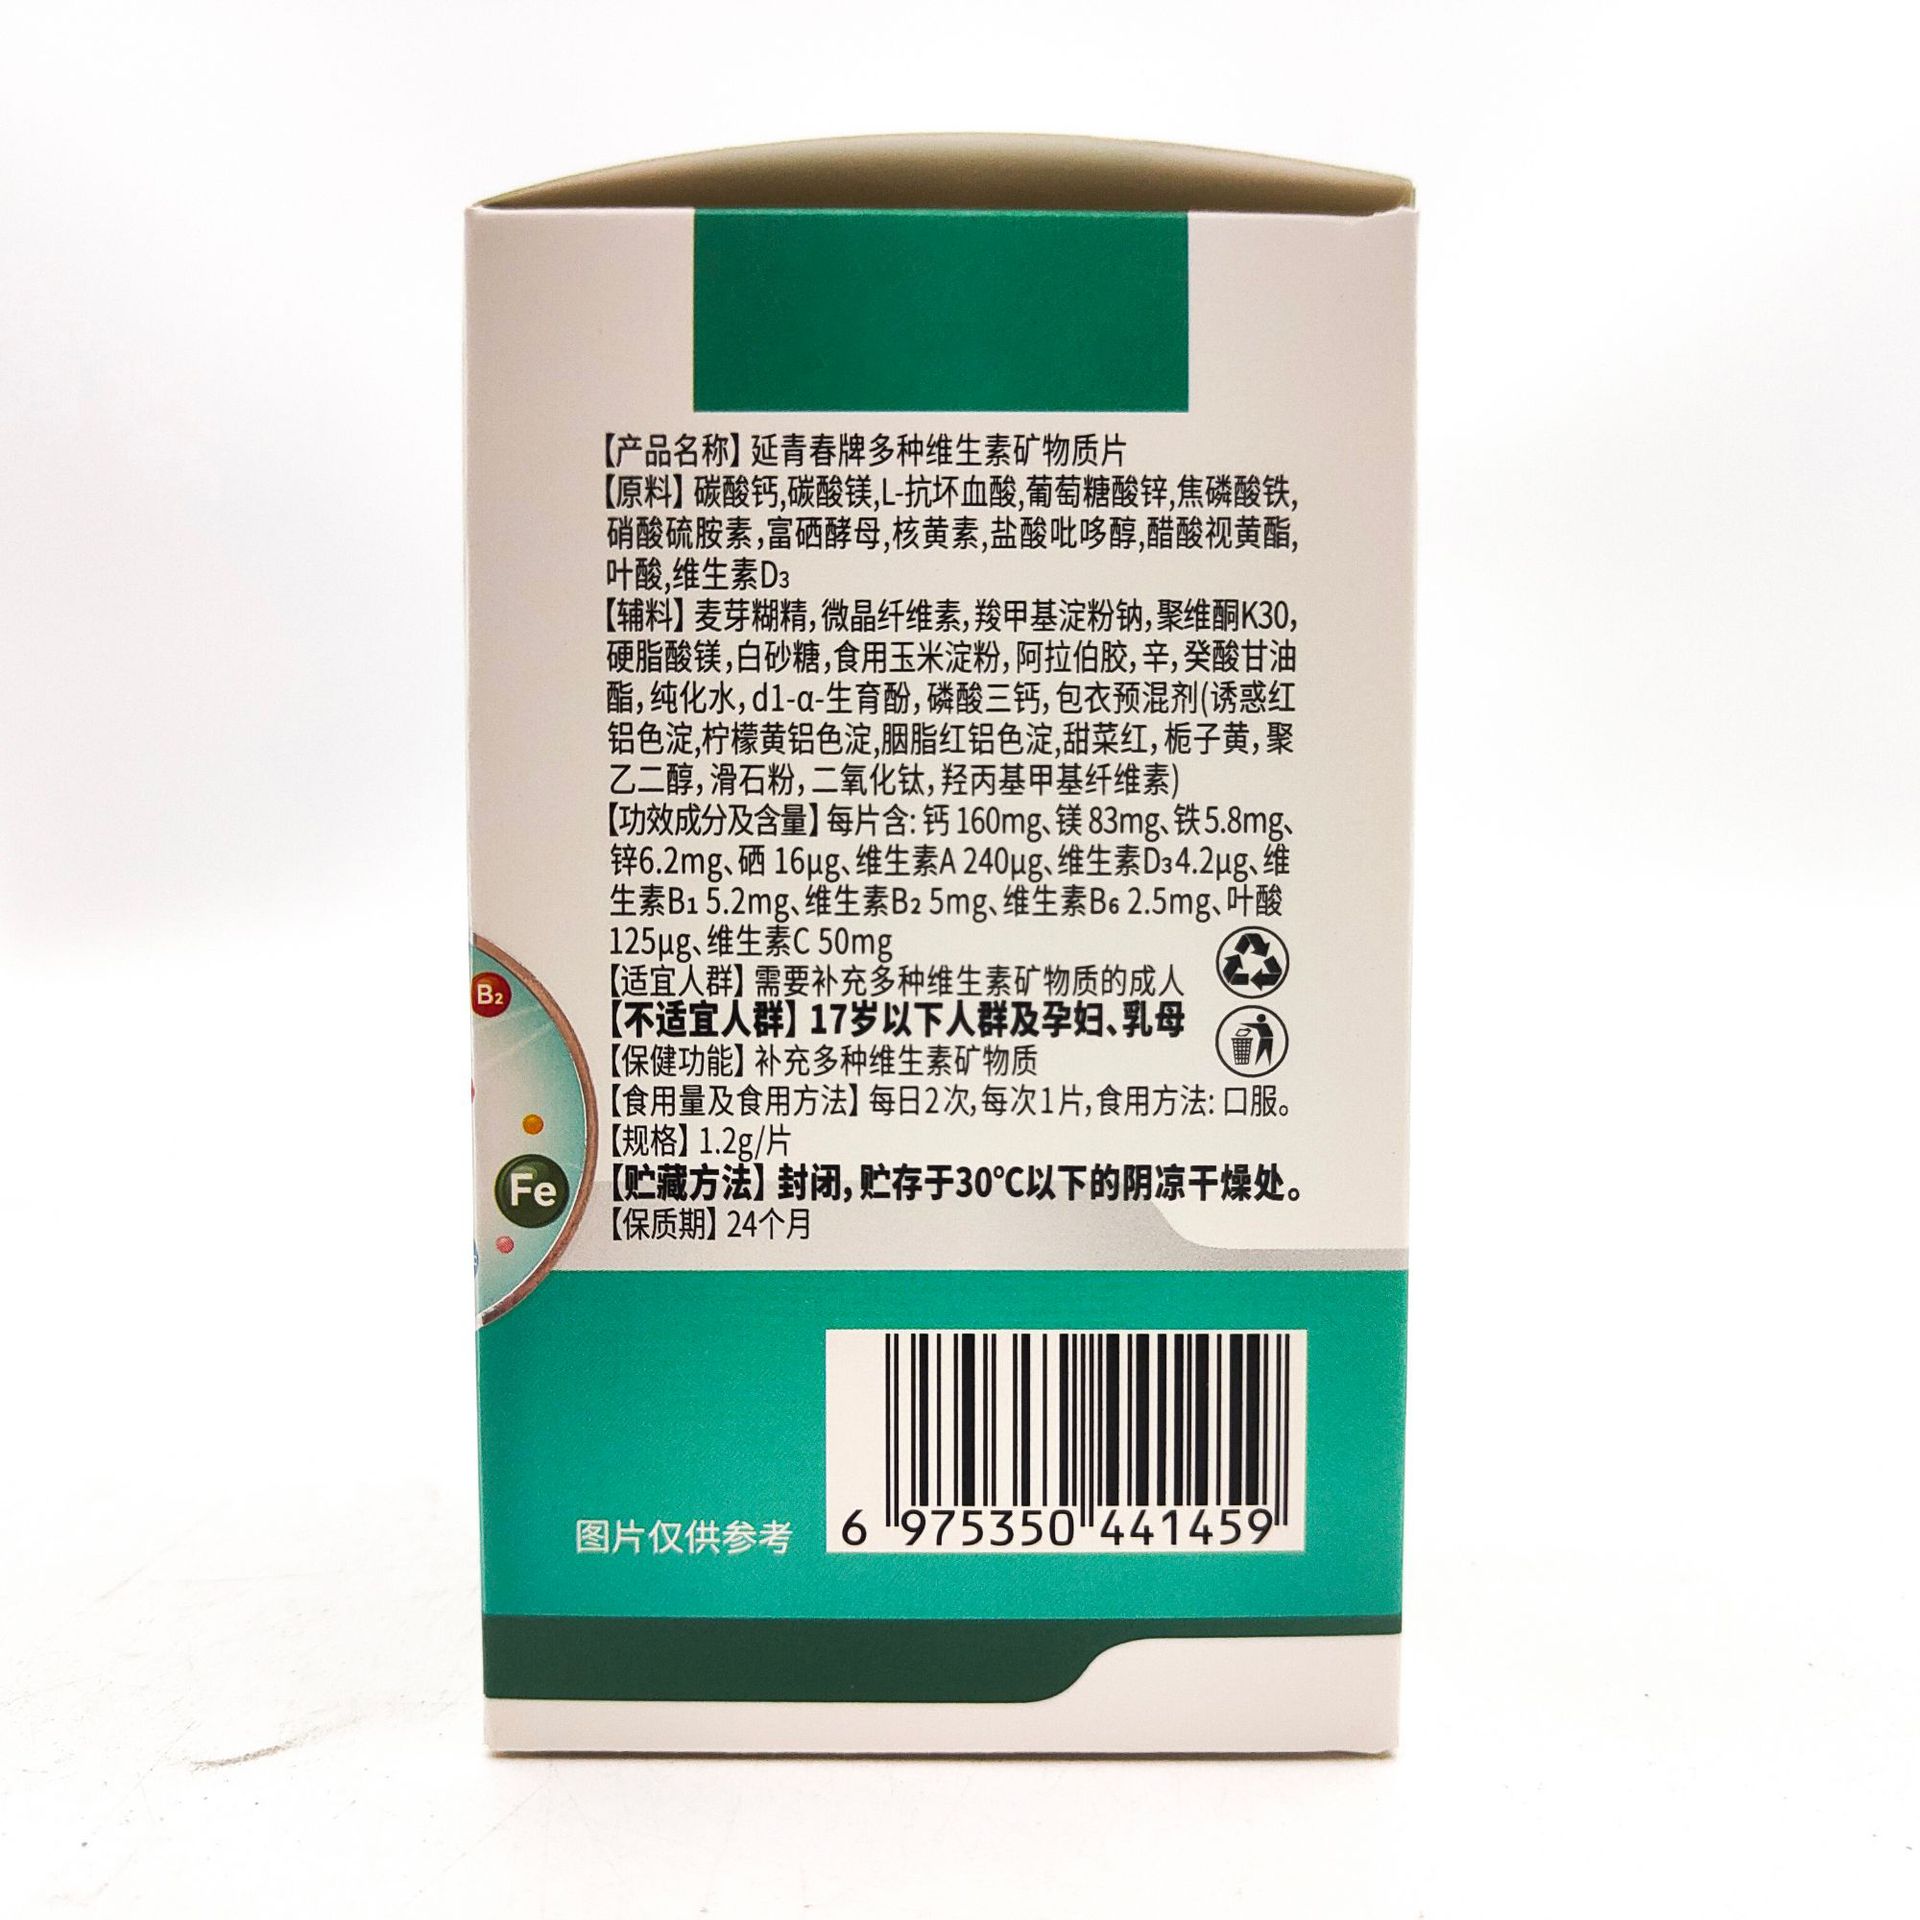 【产品名称】延青春牌多种维生素矿物质片
【原料】碳酸钙,碳酸镁,L-抗坏血酸,葡萄糖酸锌,焦磷酸铁,
硝酸硫胺素,富硒酵母,核黄素,盐酸吡哆醇,醋酸视黄酯,
叶酸,维生素D₃
【辅料】麦芽糊精,微晶纤维素,羧甲基淀粉钠,聚维酮K30,
硬脂酸镁,白砂糖,食用玉米淀粉,阿拉伯胶,辛,癸酸甘油
酯,纯化水,d1-α-生育酚,磷酸三钙,包衣预混剂(诱惑红
铝色淀,柠檬黄铝色淀,胭脂红铝色淀,甜菜红,栀子黄,聚
乙二醇,滑石粉,二氧化钛,羟丙基甲基纤维素)
【功效成分及含量】每片含:钙160mg、镁83mg、铁5.8mg、
锌6.2mg、硒16μg、维生素A 240μg、维生素D₃4.2μg、维
生素B₁ 5.2mg、维生素B₂ 5mg、维生素B₆ 2.5mg、叶酸
125μg、维生素C 50mg
【适宜人群】需要补充多种维生素矿物质的成人
【不适宜人群】17岁以下人群及孕妇、乳母
【保健功能】补充多种维生素矿物质
【食用量及食用方法】每日2次,每次1片,食用方法:口服。
【规格】1.2g/片
【贮藏方法】封闭,贮存于30℃以下的阴凉干燥处。
【保质期】24个月
B₂
Fe
图片仅供参考
6 975350 441459